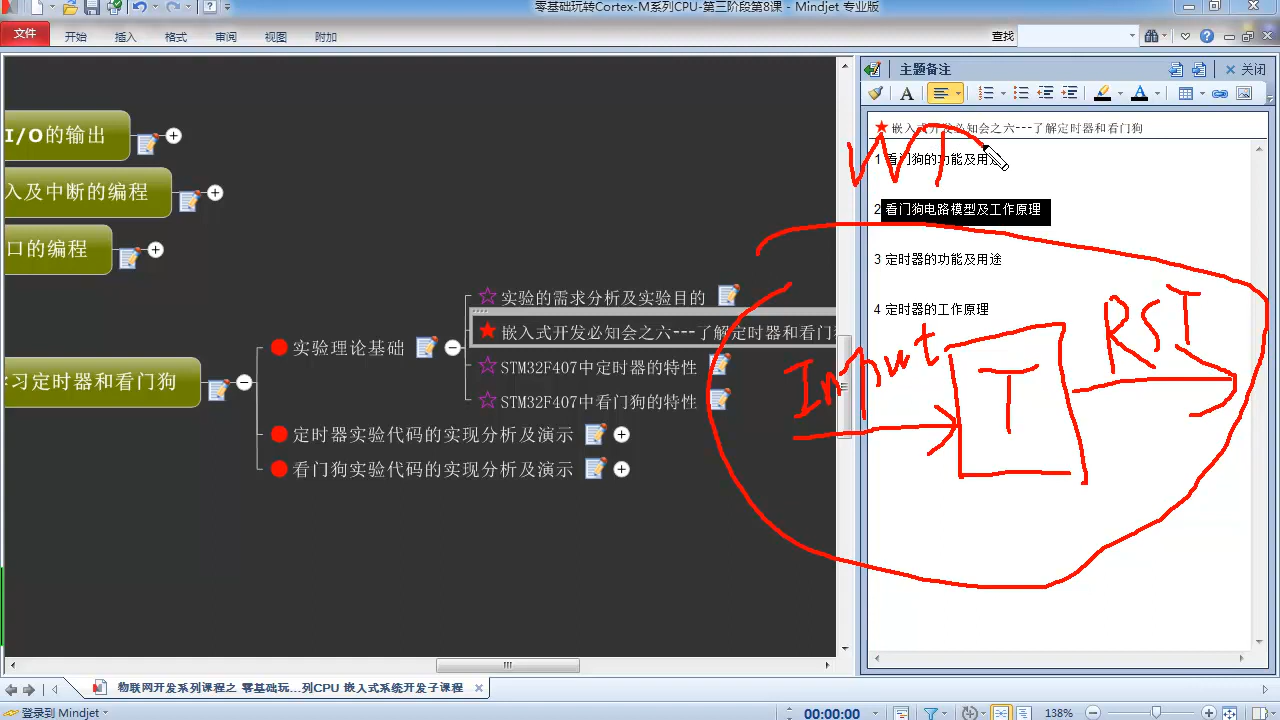 零基础玩转Cortex-M系列CPU-第三阶段第8课 - Mindjet 专业版
文件 开始 插入 格式 审阅 视图 附加 查找
主题备注 关闭
I/O的输出
入及中断的编程
口的编程
学习定时器和看门狗
实验理论基础
实验的需求分析及实验目的
嵌入式开发必知会之六---了解定时器和看门
STM32F407中定时器的特性
STM32F407中看门狗的特性
定时器实验代码的实现分析及演示
看门狗实验代码的实现分析及演示
嵌入式开发必知会之六---了解定时器和看门狗
1 看门狗的功能及用
2 看门狗电路模型及工作原理
3 定时器的功能及用途
4 定时器的工作原理
WT
Input
T
RST
物联网开发系列课程之 零基础玩...列CPU 嵌入式系统开发子课程
登录到 Mindjet
00:00:00
138%